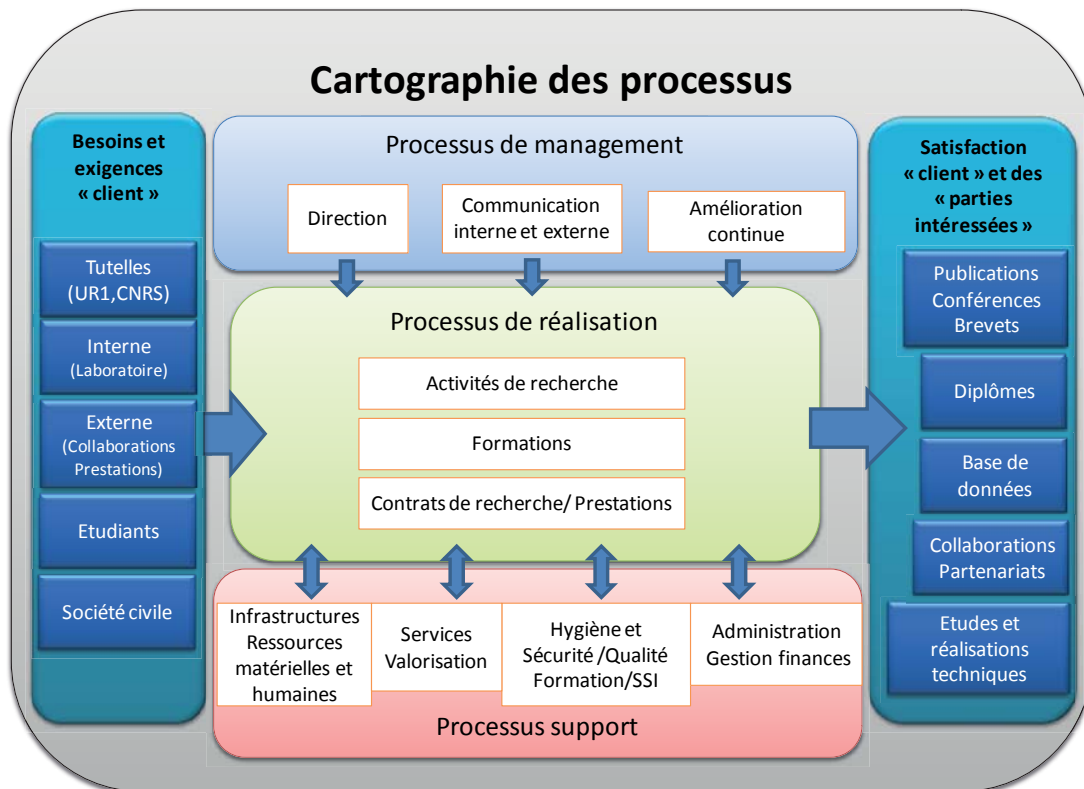 Cartographie des processus
Besoins et
exigences
« client »
Tutelles
(UR1,CNRS)
Interne
(Laboratoire)
Externe
(Collaborations
Prestations)
Etudiants
Société civile
Processus de management
Direction
Communication
interne et externe
Amélioration
continue
Processus de réalisation
Activités de recherche
Formations
Contrats de recherche/ Prestations
Infrastructures
Ressources
matérielles et
humaines
Services
Valorisation
Hygiène et
Sécurité /Qualité
Formation/SSI
Administration
Gestion finances
Processus support
Satisfaction
« client » et des
« parties
intéressées »
Publications
Conférences
Brevets
Diplômes
Base de
données
Collaborations
Partenariats
Etudes et
réalisations
techniques